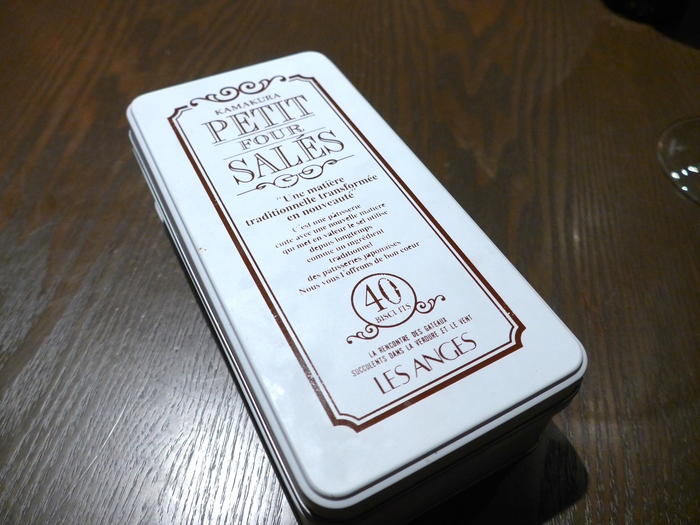 KAMAKURA
PETIT
FOUR
SALÉS
"Une matière
traditionnelle transformée
en nouveauté"
C'est une pâtisserie
cuite avec une nouvelle matière
qui met en valeur le sel utilisé
depuis longtemps
comme un ingrédient
traditionnel
des pâtisseries japonaises
Nous vous l'offrons de bon coeur
40
BISCUITS
LA RENCONTRE DES GATEAUX
SUCCULENTS DANS LA VERDURE ET LE VENT
LES ANGES